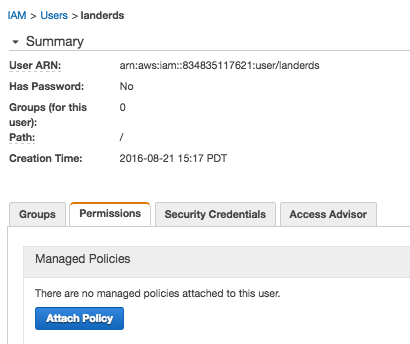 IAM > Users > landerds
Summary
User ARN: arn:aws:iam::834835117621:user/landerds
Has Password: No
Groups (for this user): 0
Path: /
Creation Time: 2016-08-21 15:17 PDT
Groups Permissions Security Credentials Access Advisor
Managed Policies
There are no managed policies attached to this user.
Attach Policy